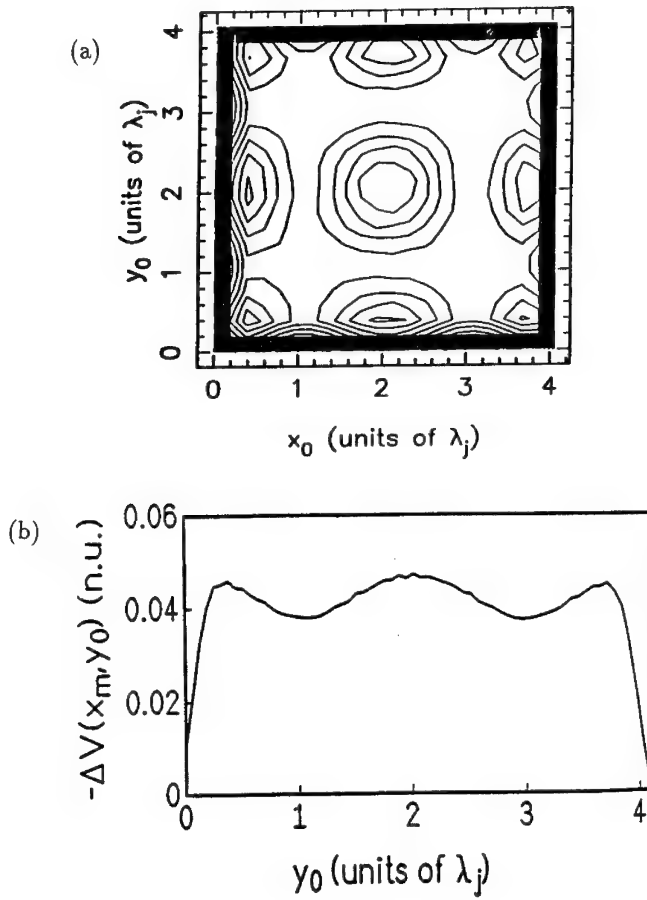 (a)
y₀ (units of λⱼ)
4
3
2
1
0
0 1 2 3 4
x₀ (units of λⱼ)
(b)
-ΔV(xₘ,y₀) (n.u.)
0.06
0.04
0.02
0
0 1 2 3 4
y₀ (units of λⱼ)